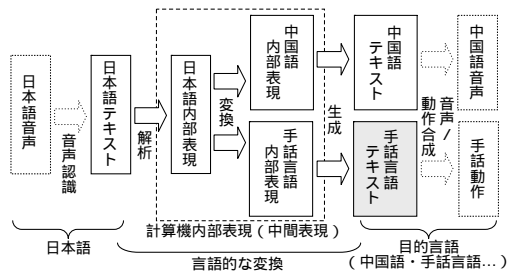 日本語音声
音声認識
日本語テキスト
解析
日本語内部表現
変換
中国語
内部表現
手話言語
内部表現
生成
中国語
テキスト
手話言語
テキスト
音声/
動作合成
中国語音声
手話動作
計算機内部表現(中間表現)
日本語
言語的な変換
目的言語
(中国語・手話言語...)